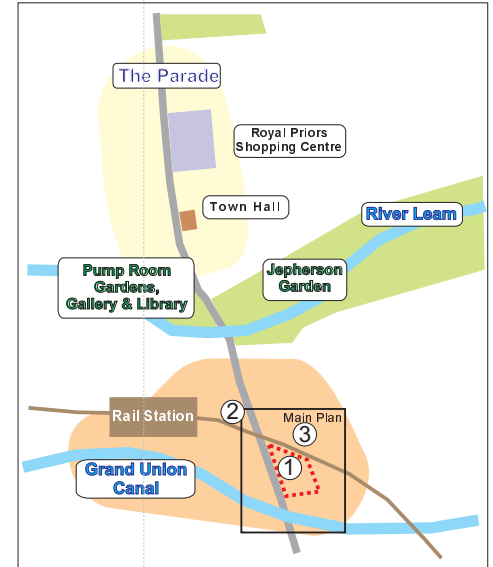 The Parade
Royal Priors
Shopping Centre
Town Hall
River Leam
Pump Room
Gardens,
Gallery & Library
Jepherson
Garden
Rail Station
2
Main Plan
3
1
Grand Union
Canal